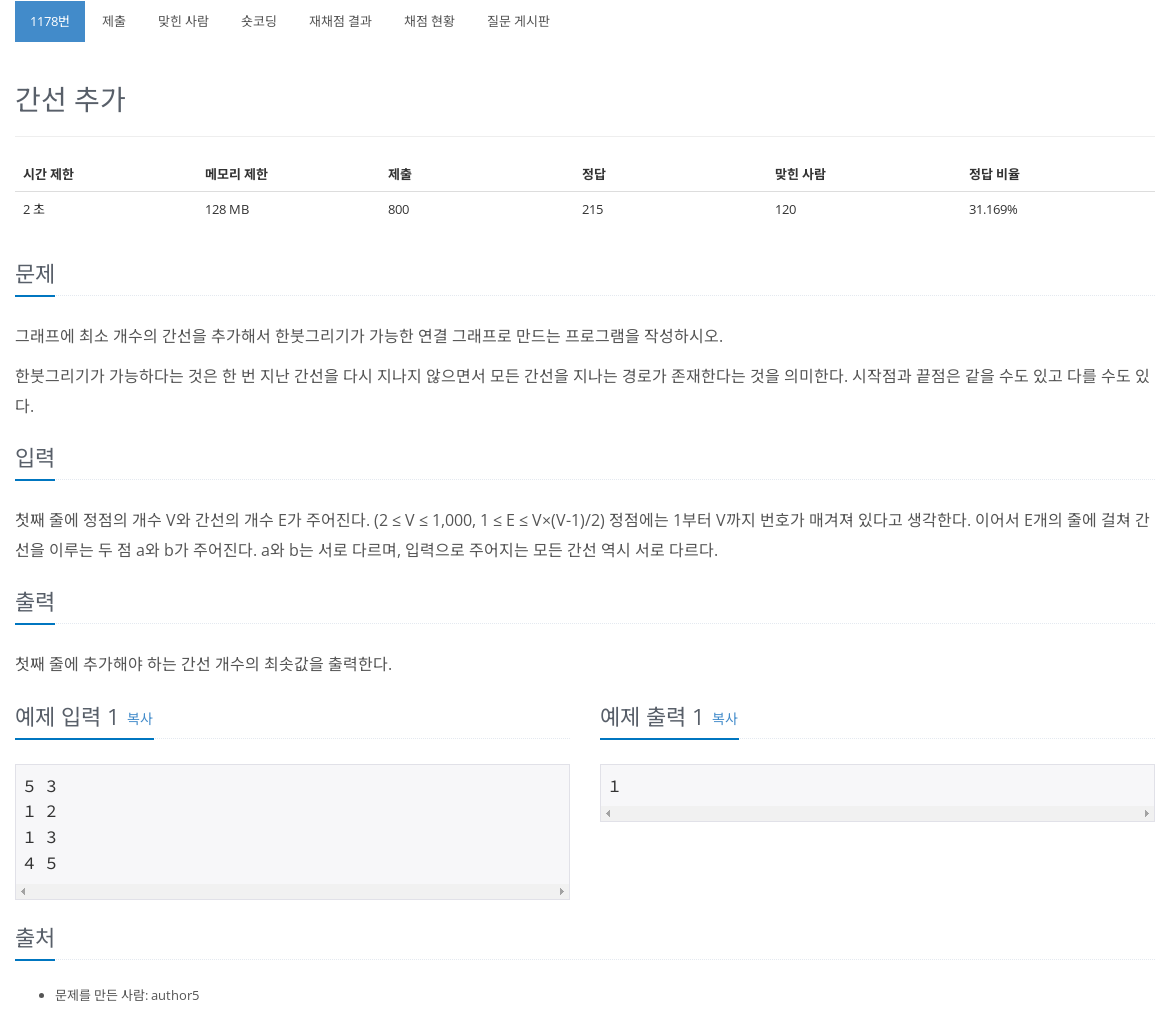 1178번 제출 맞힌 사람 숏코딩 재채점 결과 채점 현황 질문 게시판
간선 추가
시간 제한 메모리 제한 제출 정답 맞힌 사람 정답 비율
2 초 128 MB 800 215 120 31.169%
문제
그래프에 최소 개수의 간선을 추가해서 한붓그리기가 가능한 연결 그래프로 만드는 프로그램을 작성하시오.
한붓그리기가 가능하다는 것은 한 번 지난 간선을 다시 지나지 않으면서 모든 간선을 지나는 경로가 존재한다는 것을 의미한다. 시작점과 끝점은 같을 수도 있고 다를 수도 있
다.
입력
첫째 줄에 정점의 개수 V와 간선의 개수 E가 주어진다. (2 ≤ V ≤ 1,000, 1 ≤ E ≤ V×(V-1)/2) 정점에는 1부터 V까지 번호가 매겨져 있다고 생각한다. 이어서 E개의 줄에 걸쳐 간
선을 이루는 두 점 a와 b가 주어진다. a와 b는 서로 다르며, 입력으로 주어지는 모든 간선 역시 서로 다르다.
출력
첫째 줄에 추가해야 하는 간선 개수의 최솟값을 출력한다.
예제 입력 1 복사
5 3
1 2
1 3
4 5
예제 출력 1 복사
1
출처
문제를 만든 사람: author5